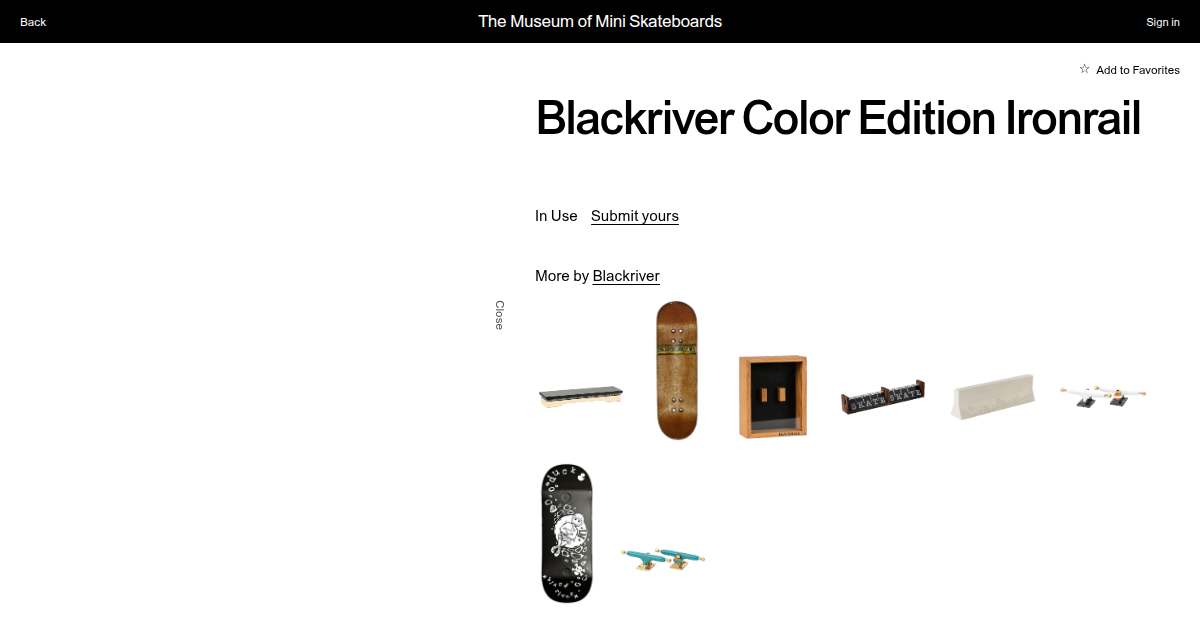 Back
The Museum of Mini Skateboards
Sign in
☆ Add to Favorites
Blackriver Color Edition Ironrail
In Use Submit yours
More by Blackriver
Close
SKATE SKATE